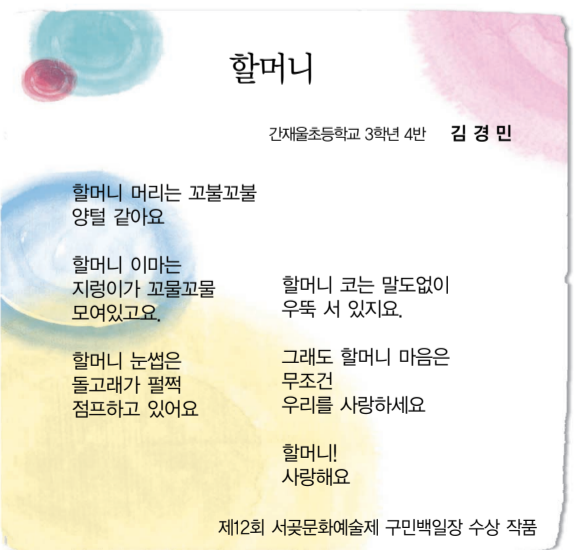 할머니
간재울초등학교 3학년 4반 김경민
할머니 머리는 꼬불꼬불
양털 같아요
할머니 이마는
지렁이가 꼬물꼬물
모여있고요.
할머니 눈썹은
돌고래가 펄쩍
점프하고 있어요
할머니 코는 말도없이
우뚝 서 있지요.
그래도 할머니 마음은
무조건
우리를 사랑하세요
할머니!
사랑해요
제12회 서곶문화예술제 구민백일장 수상 작품